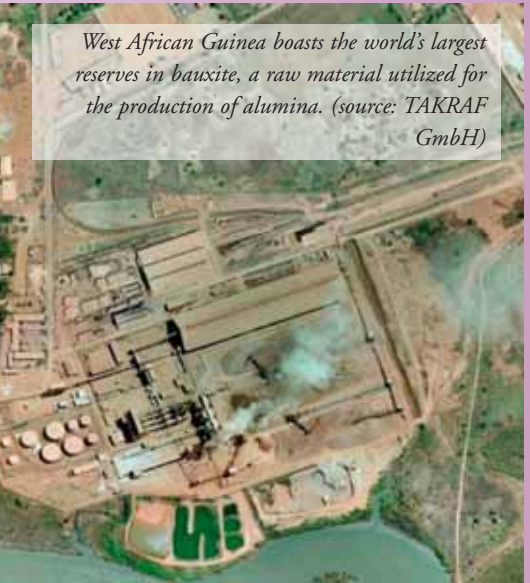 West African Guinea boasts the world's largest
reserves in bauxite, a raw material utilized for
the production of alumina. (source: TAKRAF
GmbH)